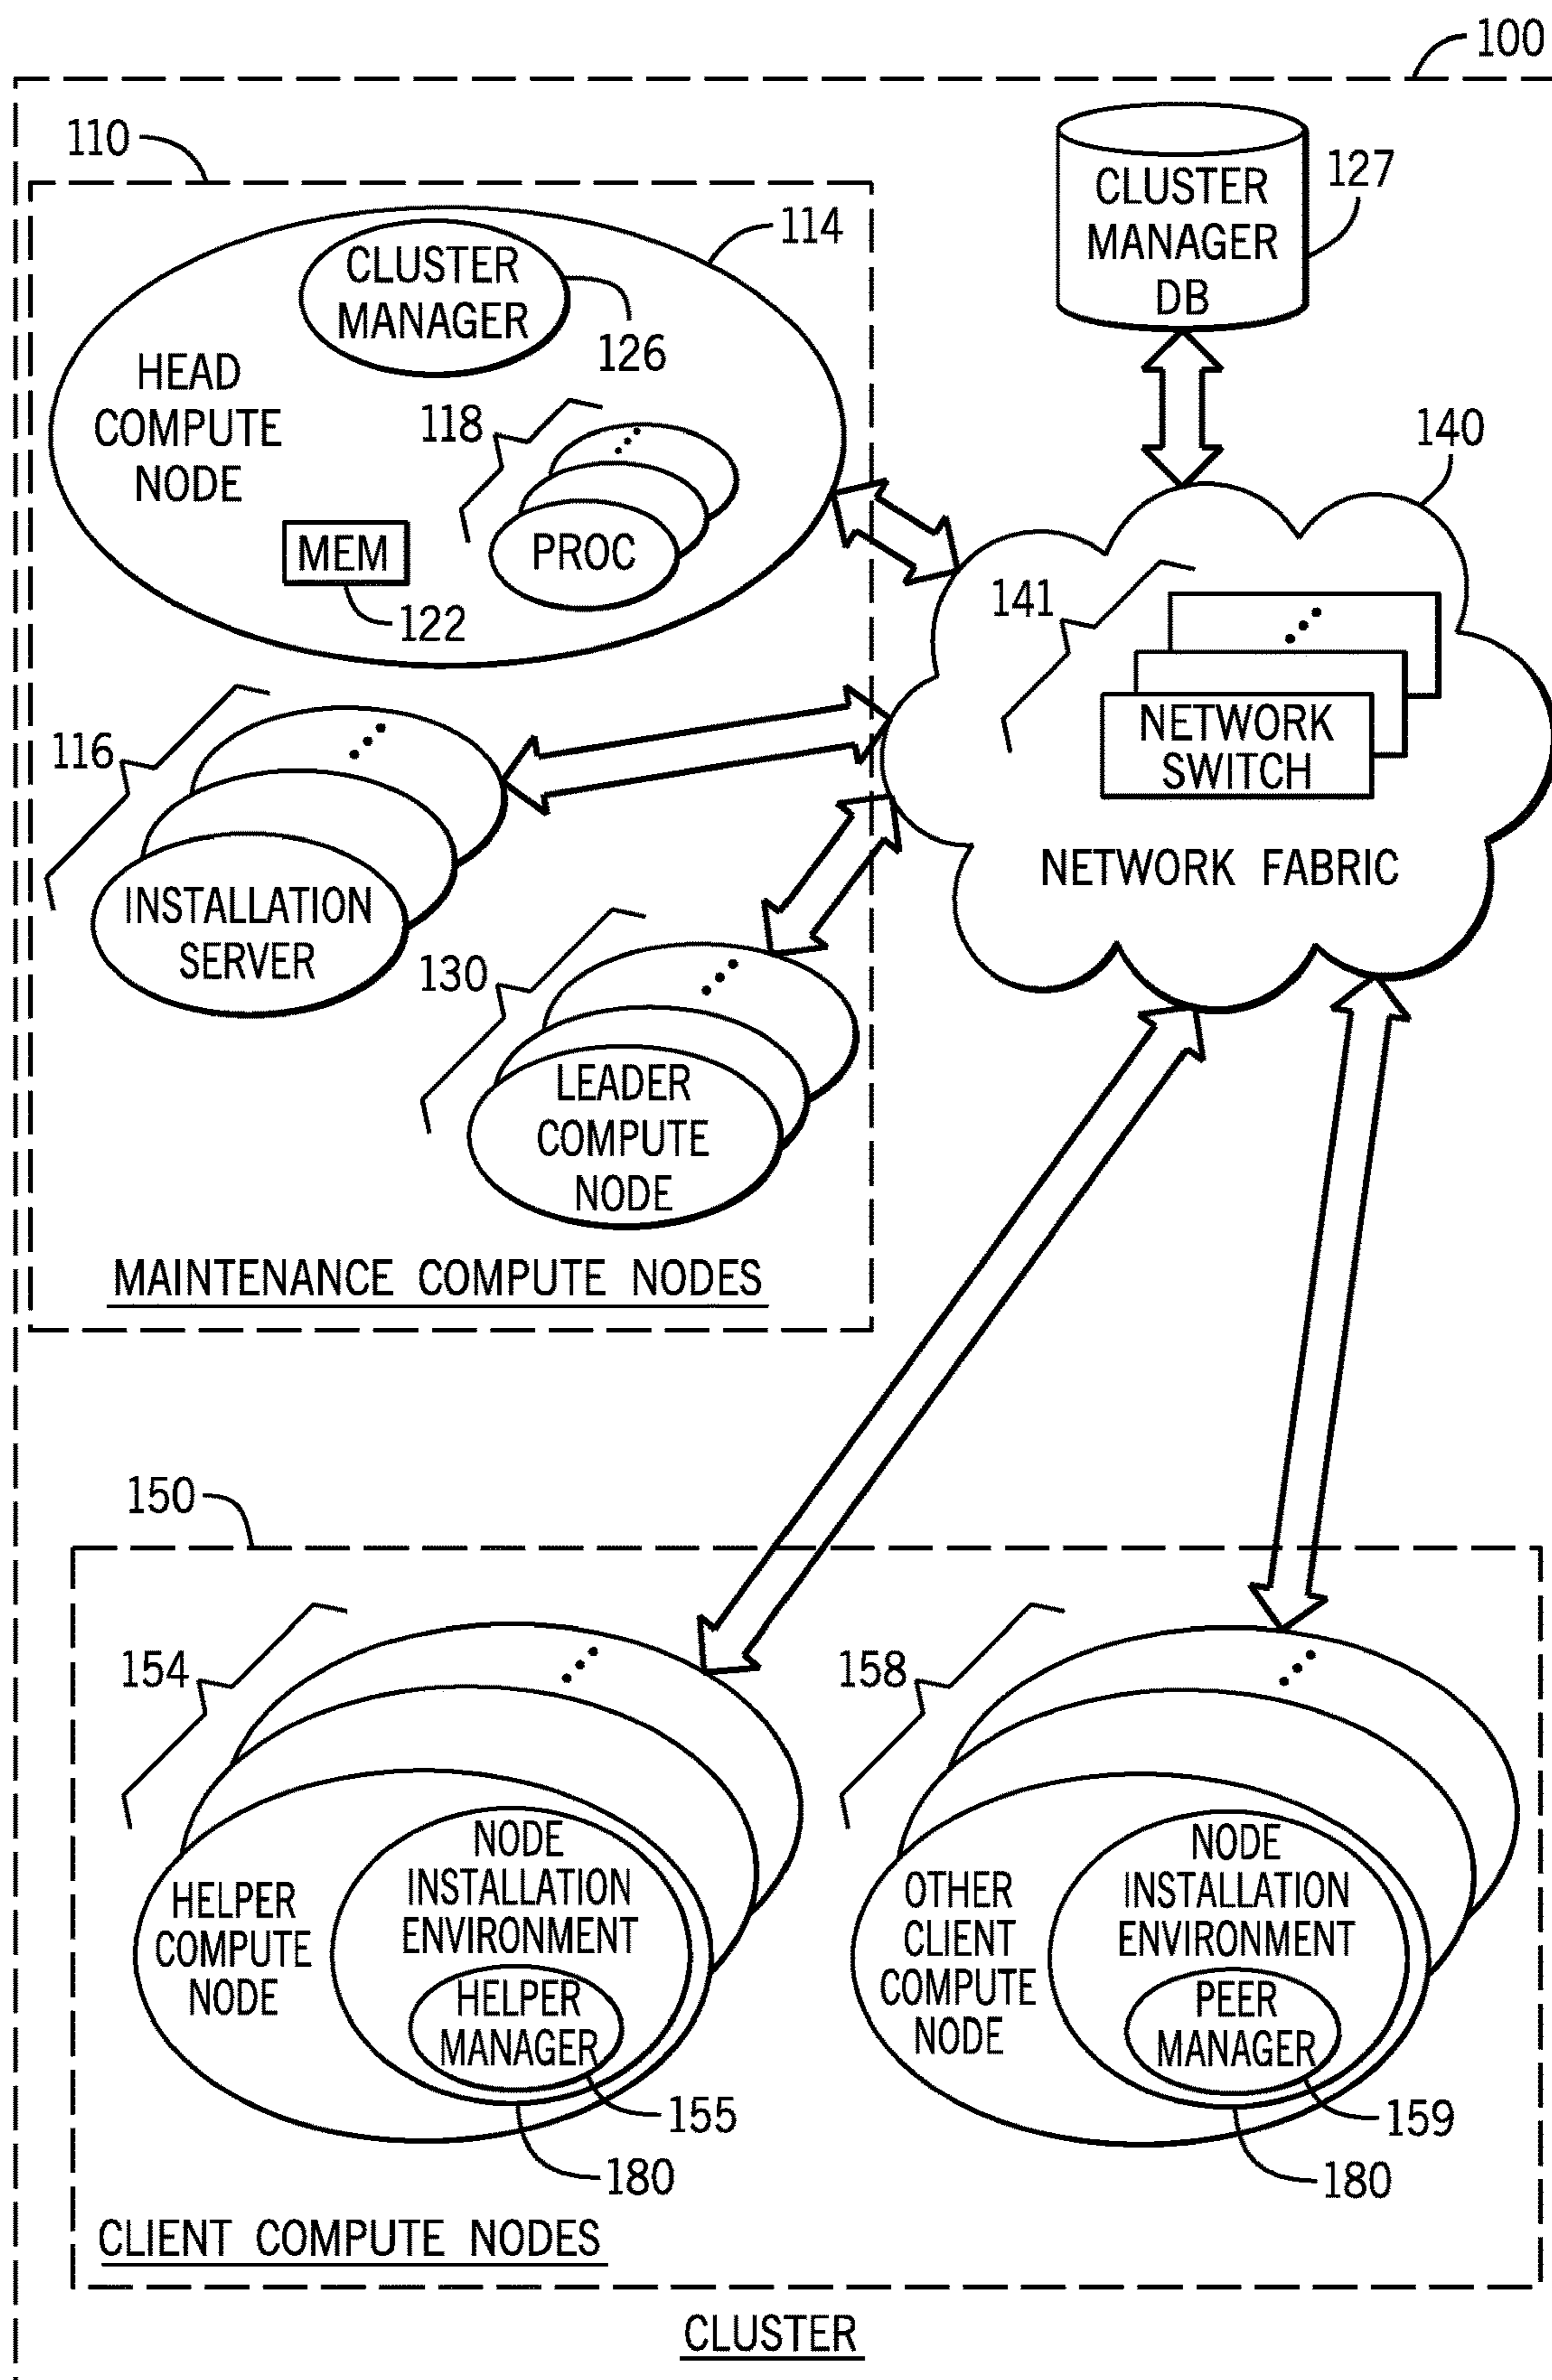 100
110
CLUSTER
MANAGER
DB
127
114
CLUSTER
MANAGER
126
HEAD
COMPUTE
NODE
118
PROC
MEM
122
140
141
NETWORK
SWITCH
NETWORK FABRIC
116
INSTALLATION
SERVER
130
LEADER
COMPUTE
NODE
MAINTENANCE COMPUTE NODES
150
154
HELPER
COMPUTE
NODE
NODE
INSTALLATION
ENVIRONMENT
HELPER
MANAGER
155
180
158
OTHER
CLIENT
COMPUTE
NODE
NODE
INSTALLATION
ENVIRONMENT
PEER
MANAGER
159
180
CLIENT COMPUTE NODES
CLUSTER